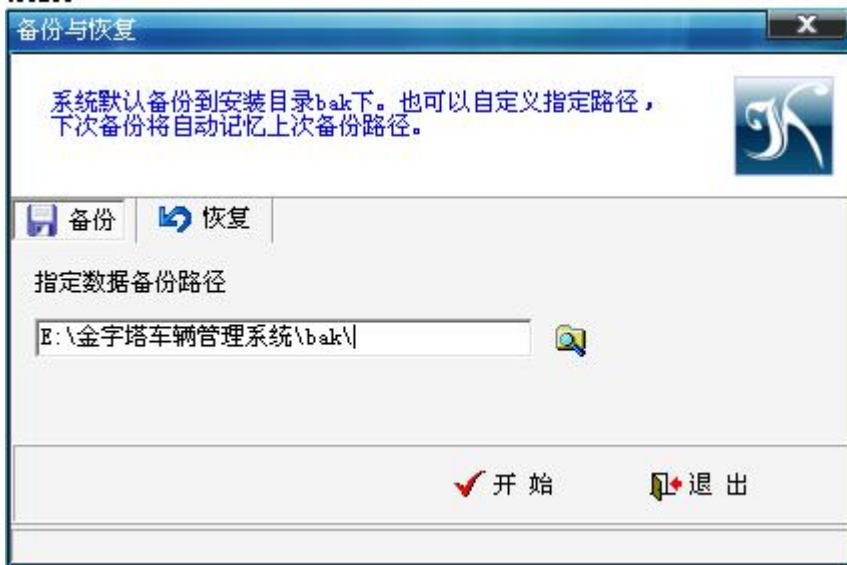 备份与恢复
系统默认备份到安装目录bak下。也可以自定义指定路径，
下次备份将自动记忆上次备份路径。
备份 恢复
指定数据备份路径
E:\金字塔车辆管理系统\bak\
开 始 退 出